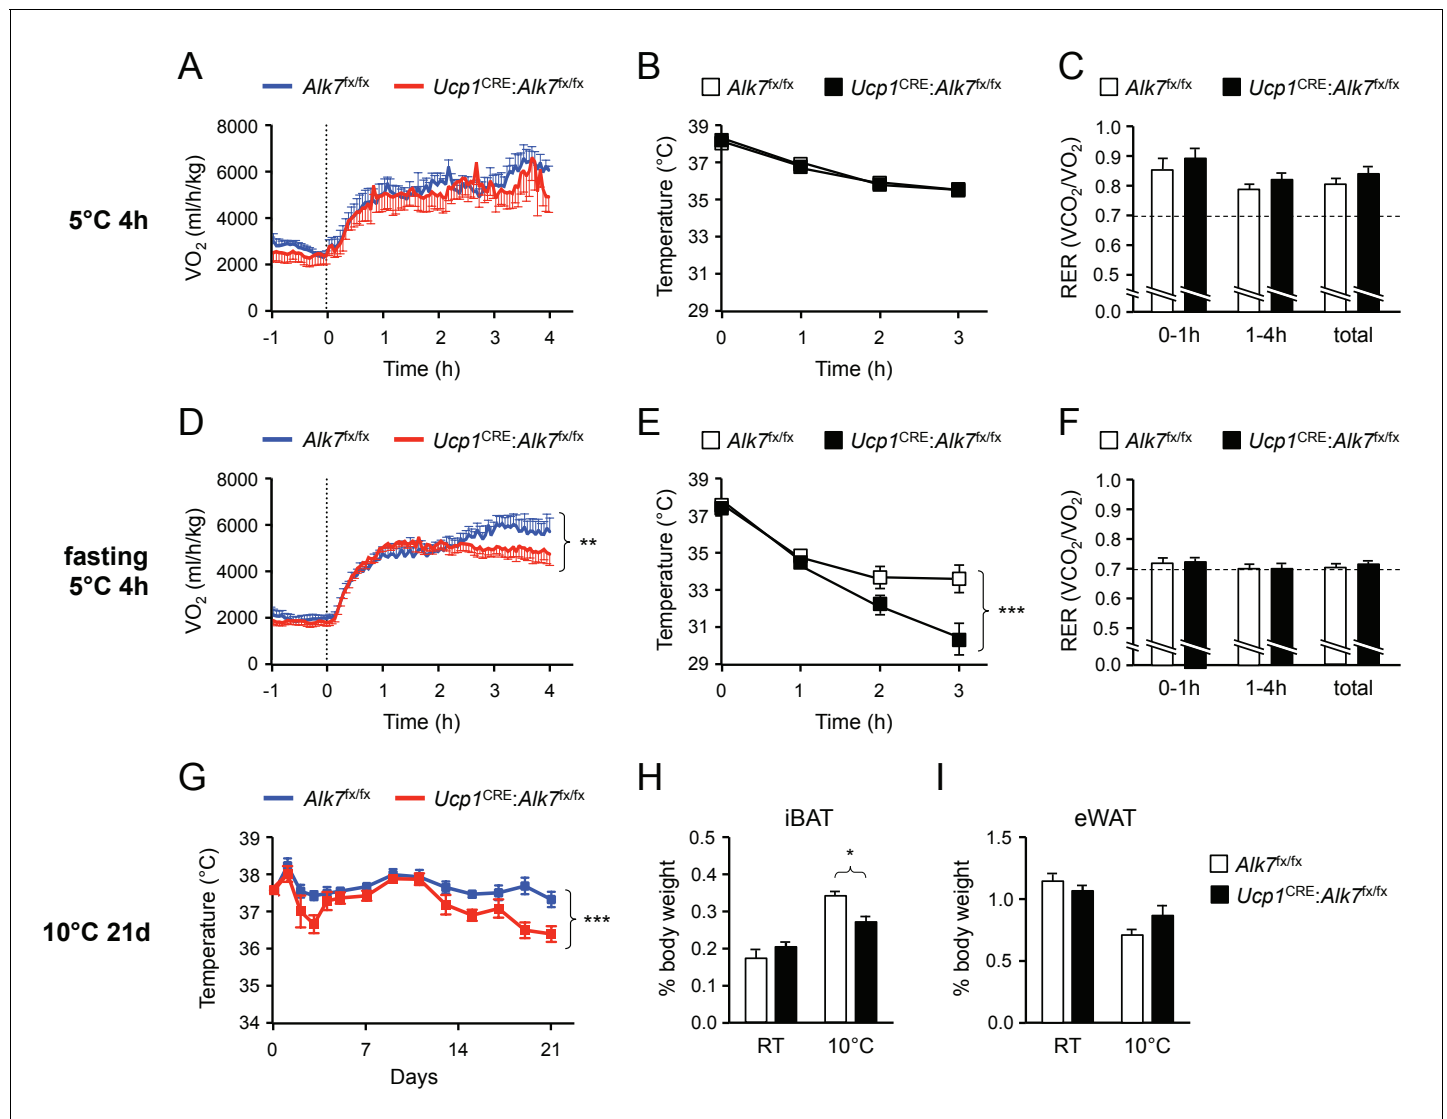 A
Alk7fx/fx Ucp1CRE:Alk7fx/fx
5°C 4h
VO2 (ml/h/kg)
8000
6000
4000
2000
0
-1 0 1 2 3 4
Time (h)
B
Alk7fx/fx Ucp1CRE:Alk7fx/fx
Temperature (°C)
39
37
35
33
31
29
0 1 2 3
Time (h)
C
Alk7fx/fx Ucp1CRE:Alk7fx/fx
RER (VCO2/VO2)
1.0
0.9
0.8
0.7
0.6
0.5
0.0
0-1h 1-4h total
D
Alk7fx/fx Ucp1CRE:Alk7fx/fx
fasting
5°C 4h
VO2 (ml/h/kg)
8000
6000
4000
2000
0
**
-1 0 1 2 3 4
Time (h)
E
Alk7fx/fx Ucp1CRE:Alk7fx/fx
Temperature (°C)
39
37
35
33
31
29
***
0 1 2 3
Time (h)
F
Alk7fx/fx Ucp1CRE:Alk7fx/fx
RER (VCO2/VO2)
1.0
0.9
0.8
0.7
0.6
0.5
0.0
0-1h 1-4h total
G
Alk7fx/fx Ucp1CRE:Alk7fx/fx
10°C 21d
Temperature (°C)
39
38
37
36
35
34
***
0 7 14 21
Days
H
iBAT
% body weight
0.5
0.4
0.3
0.2
0.1
0.0
*
RT 10°C
I
eWAT
% body weight
1.5
1.0
0.5
0.0
RT 10°C
Alk7fx/fx
Ucp1CRE:Alk7fx/fx